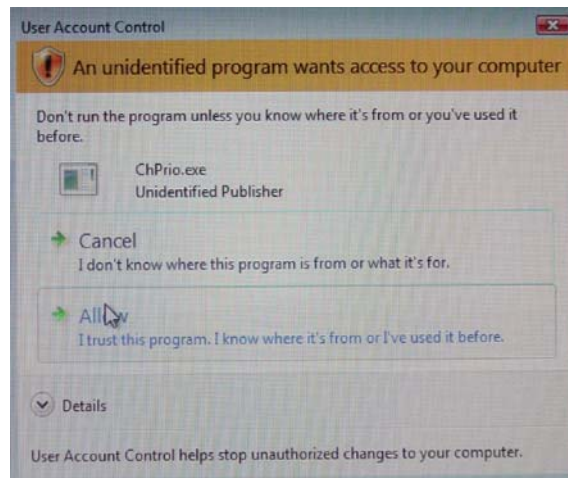 User Account Control
An unidentified program wants access to your computer
Don't run the program unless you know where it's from or you've used it
before.
ChPrio.exe
Unidentified Publisher
Cancel
I don't know where this program is from or what it's for.
Allow
I trust this program. I know where it's from or I've used it before.
Details
User Account Control helps stop unauthorized changes to your computer.